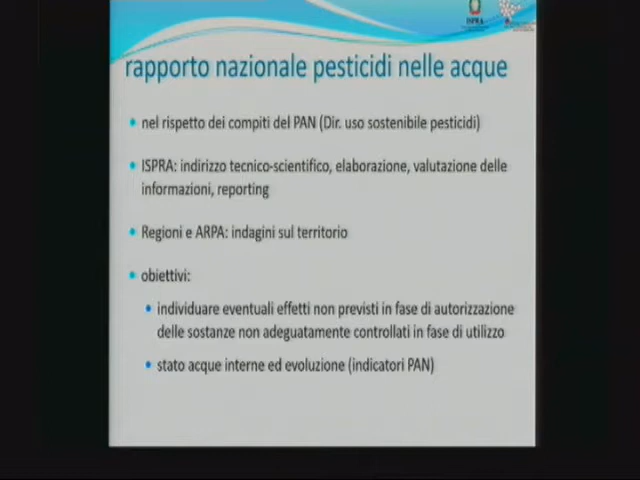 ISPRA
rapporto nazionale pesticidi nelle acque
• nel rispetto dei compiti del PAN (Dir. uso sostenibile pesticidi)
• ISPRA: indirizzo tecnico-scientifico, elaborazione, valutazione delle
informazioni, reporting
• Regioni e ARPA: indagini sul territorio
• obiettivi:
• individuare eventuali effetti non previsti in fase di autorizzazione
delle sostanze non adeguatamente controllati in fase di utilizzo
• stato acque interne ed evoluzione (indicatori PAN)